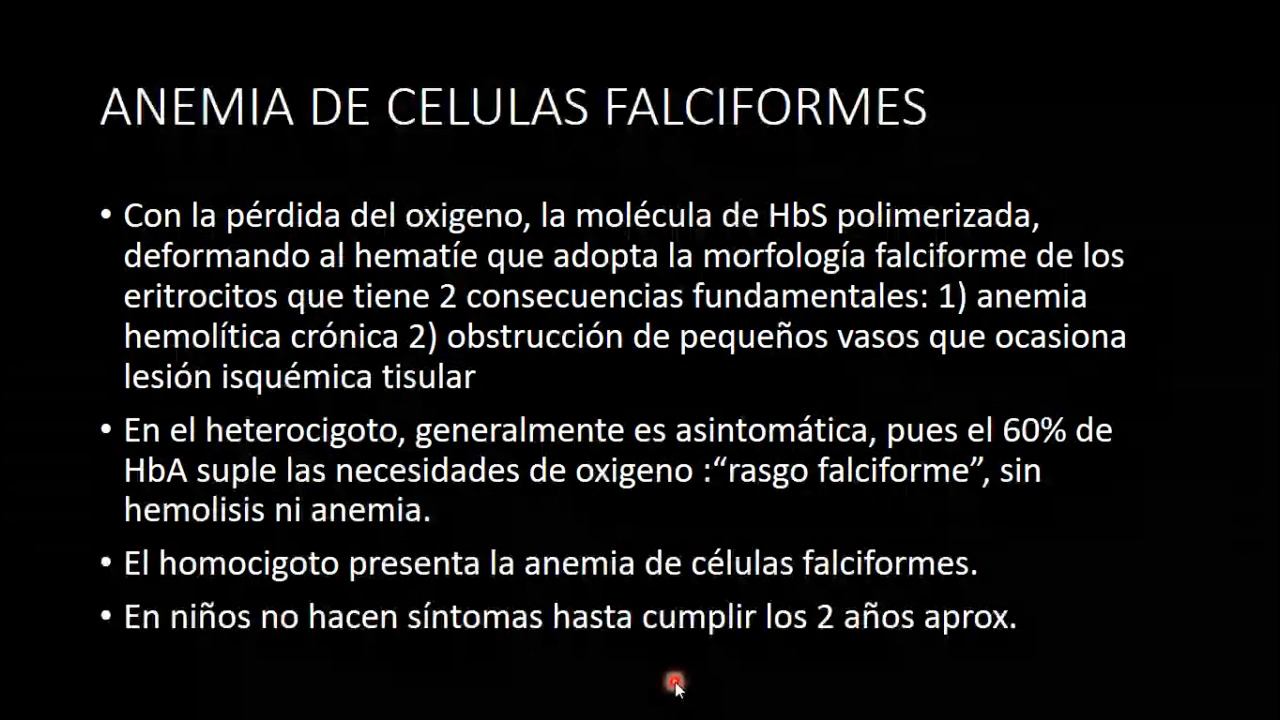 ANEMIA DE CELULAS FALCIFORMES
• Con la pérdida del oxigeno, la molécula de HbS polimerizada,
deformando al hematíe que adopta la morfología falciforme de los
eritrocitos que tiene 2 consecuencias fundamentales: 1) anemia
hemolítica crónica 2) obstrucción de pequeños vasos que ocasiona
lesión isquémica tisular
• En el heterocigoto, generalmente es asintomática, pues el 60% de
HbA suple las necesidades de oxigeno :“rasgo falciforme”, sin
hemolisis ni anemia.
• El homocigoto presenta la anemia de células falciformes.
• En niños no hacen síntomas hasta cumplir los 2 años aprox.